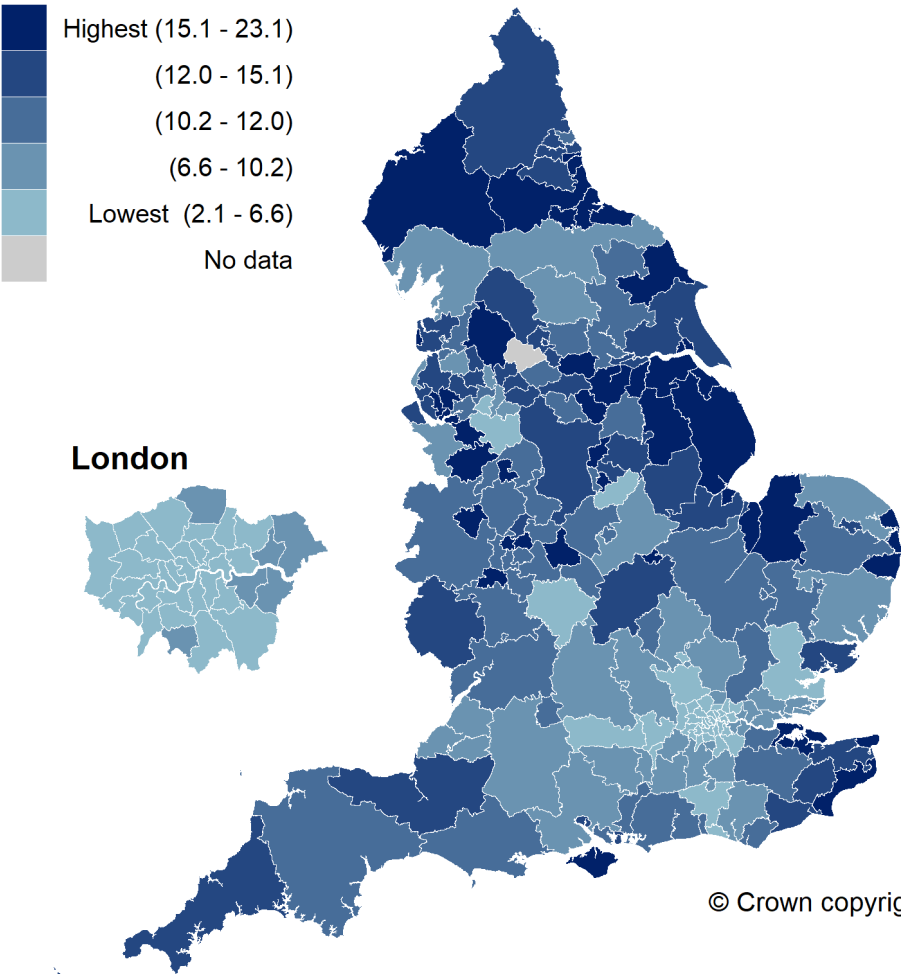 Highest (15.1 - 23.1)
(12.0 - 15.1)
(10.2 - 12.0)
(6.6 - 10.2)
Lowest (2.1 - 6.6)
No data
London
© Crown copyrig